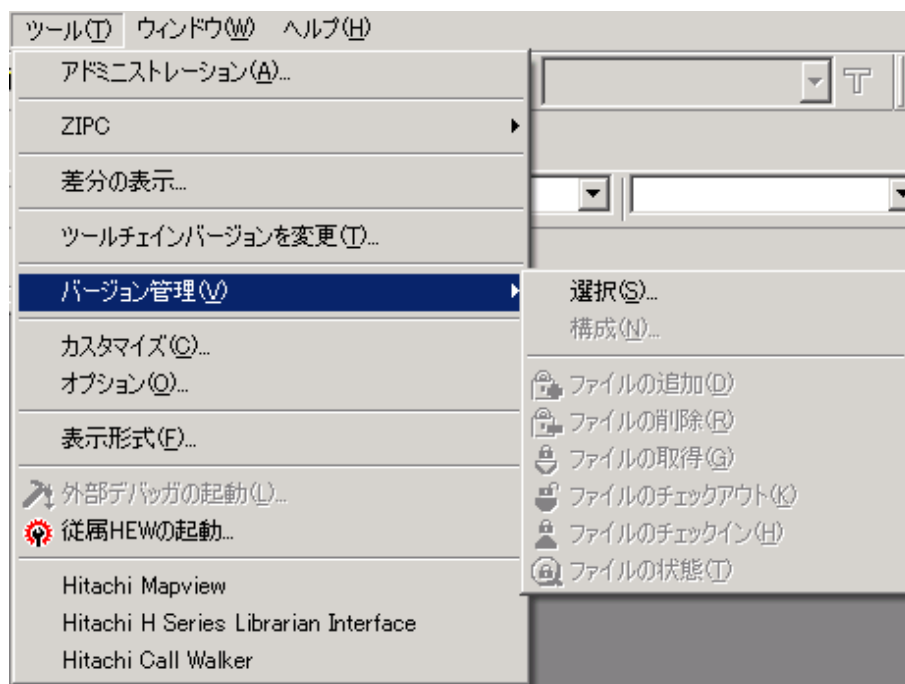 ツール(T) ウィンドウ(W) ヘルプ(H)
アドミニストレーション(A)...
ZIPC
差分の表示...
ツールチェインバージョンを変更(T)...
バージョン管理(V)
カスタマイズ(C)...
オプション(O)...
表示形式(F)...
外部デバッガの起動(L)...
従属HEWの起動...
Hitachi Mapview
Hitachi H Series Librarian Interface
Hitachi Call Walker
選択(S)...
構成(N)...
ファイルの追加(D)
ファイルの削除(R)
ファイルの取得(G)
ファイルのチェックアウト(K)
ファイルのチェックイン(H)
ファイルの状態(T)